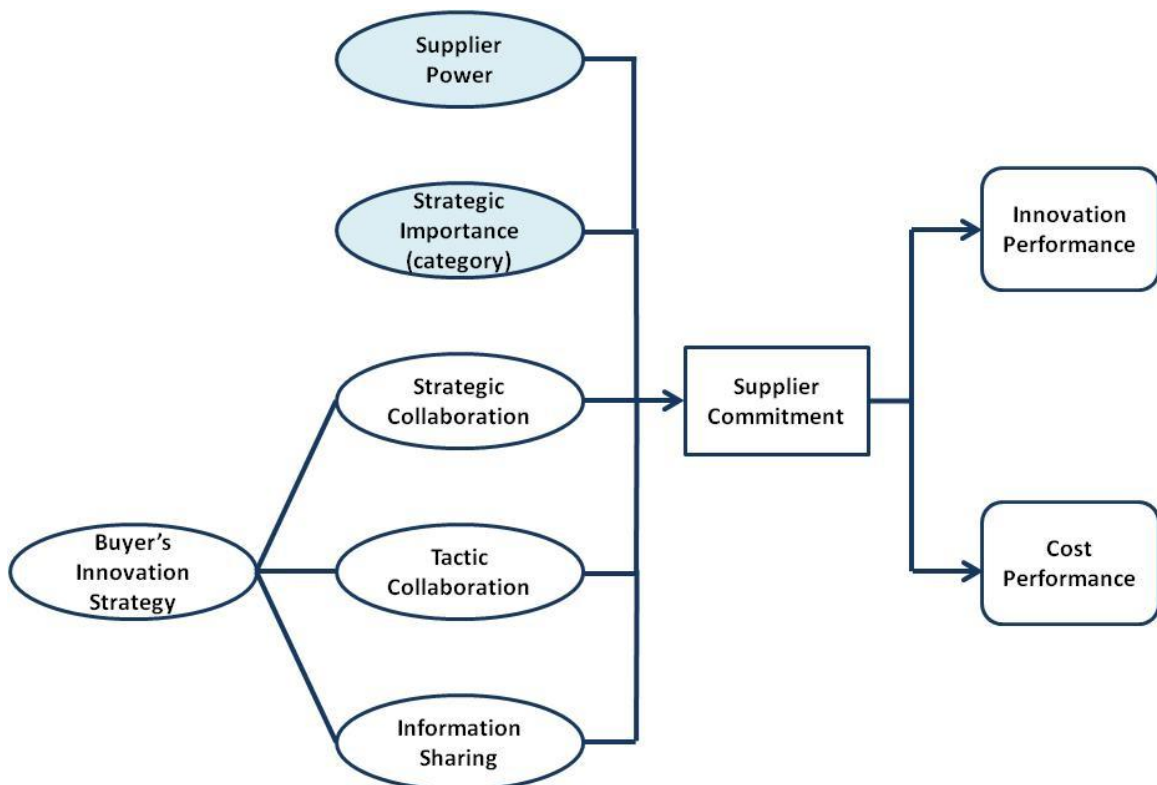 Supplier
Power
Strategic
Importance
(category)
Strategic
Collaboration
Buyer's
Innovation
Strategy
Tactic
Collaboration
Information
Sharing
Supplier
Commitment
Innovation
Performance
Cost
Performance